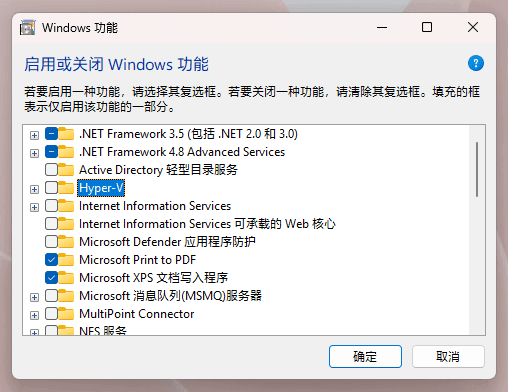 Windows 功能
启用或关闭 Windows 功能
?
若要启用一种功能，请选择其复选框。若要关闭一种功能，请清除其复选框。填充的框
表示仅启用该功能的一部分。
.NET Framework 3.5 (包括 .NET 2.0 和 3.0)
.NET Framework 4.8 Advanced Services
Active Directory 轻型目录服务
Hyper-V
Internet Information Services
Internet Information Services 可承载的 Web 核心
Microsoft Defender 应用程序防护
Microsoft Print to PDF
Microsoft XPS 文档写入程序
Microsoft 消息队列(MSMQ)服务器
MultiPoint Connector
NFS 服务
确定 取消